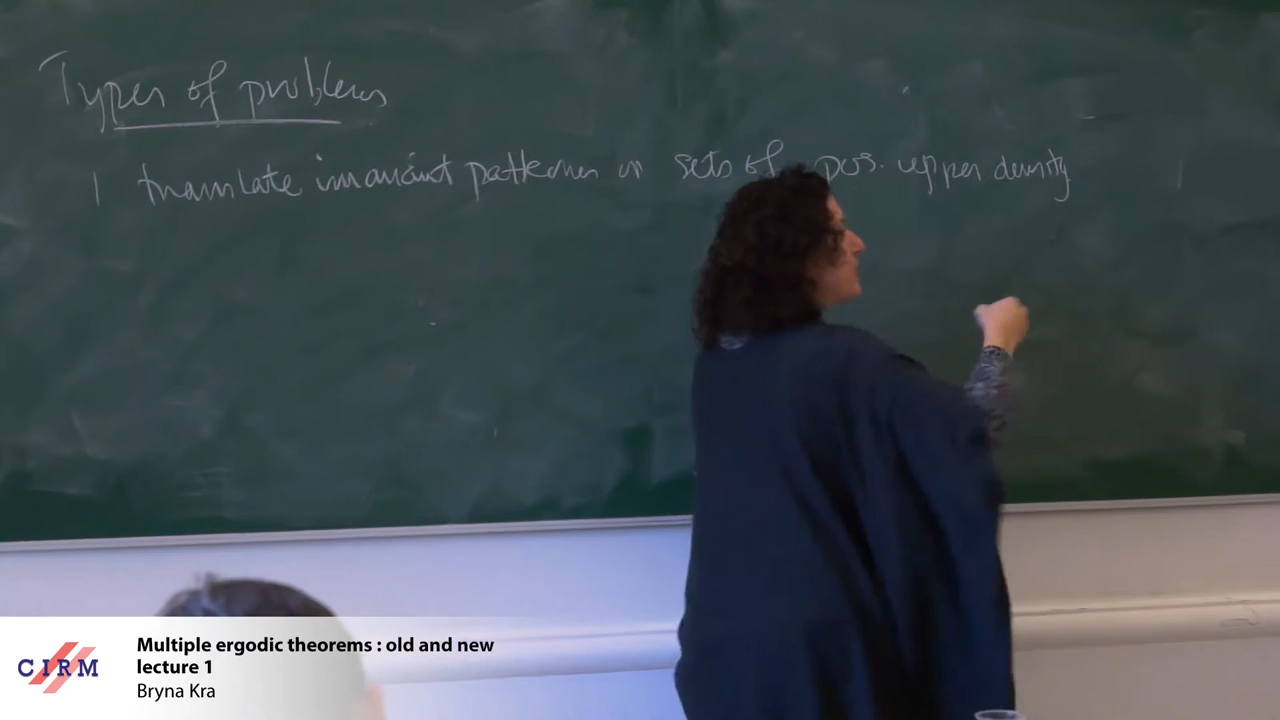 Types of problems
1 translate invariant patterns in sets of pos. upper density
CIRM
Multiple ergodic theorems : old and new
lecture 1
Bryna Kra